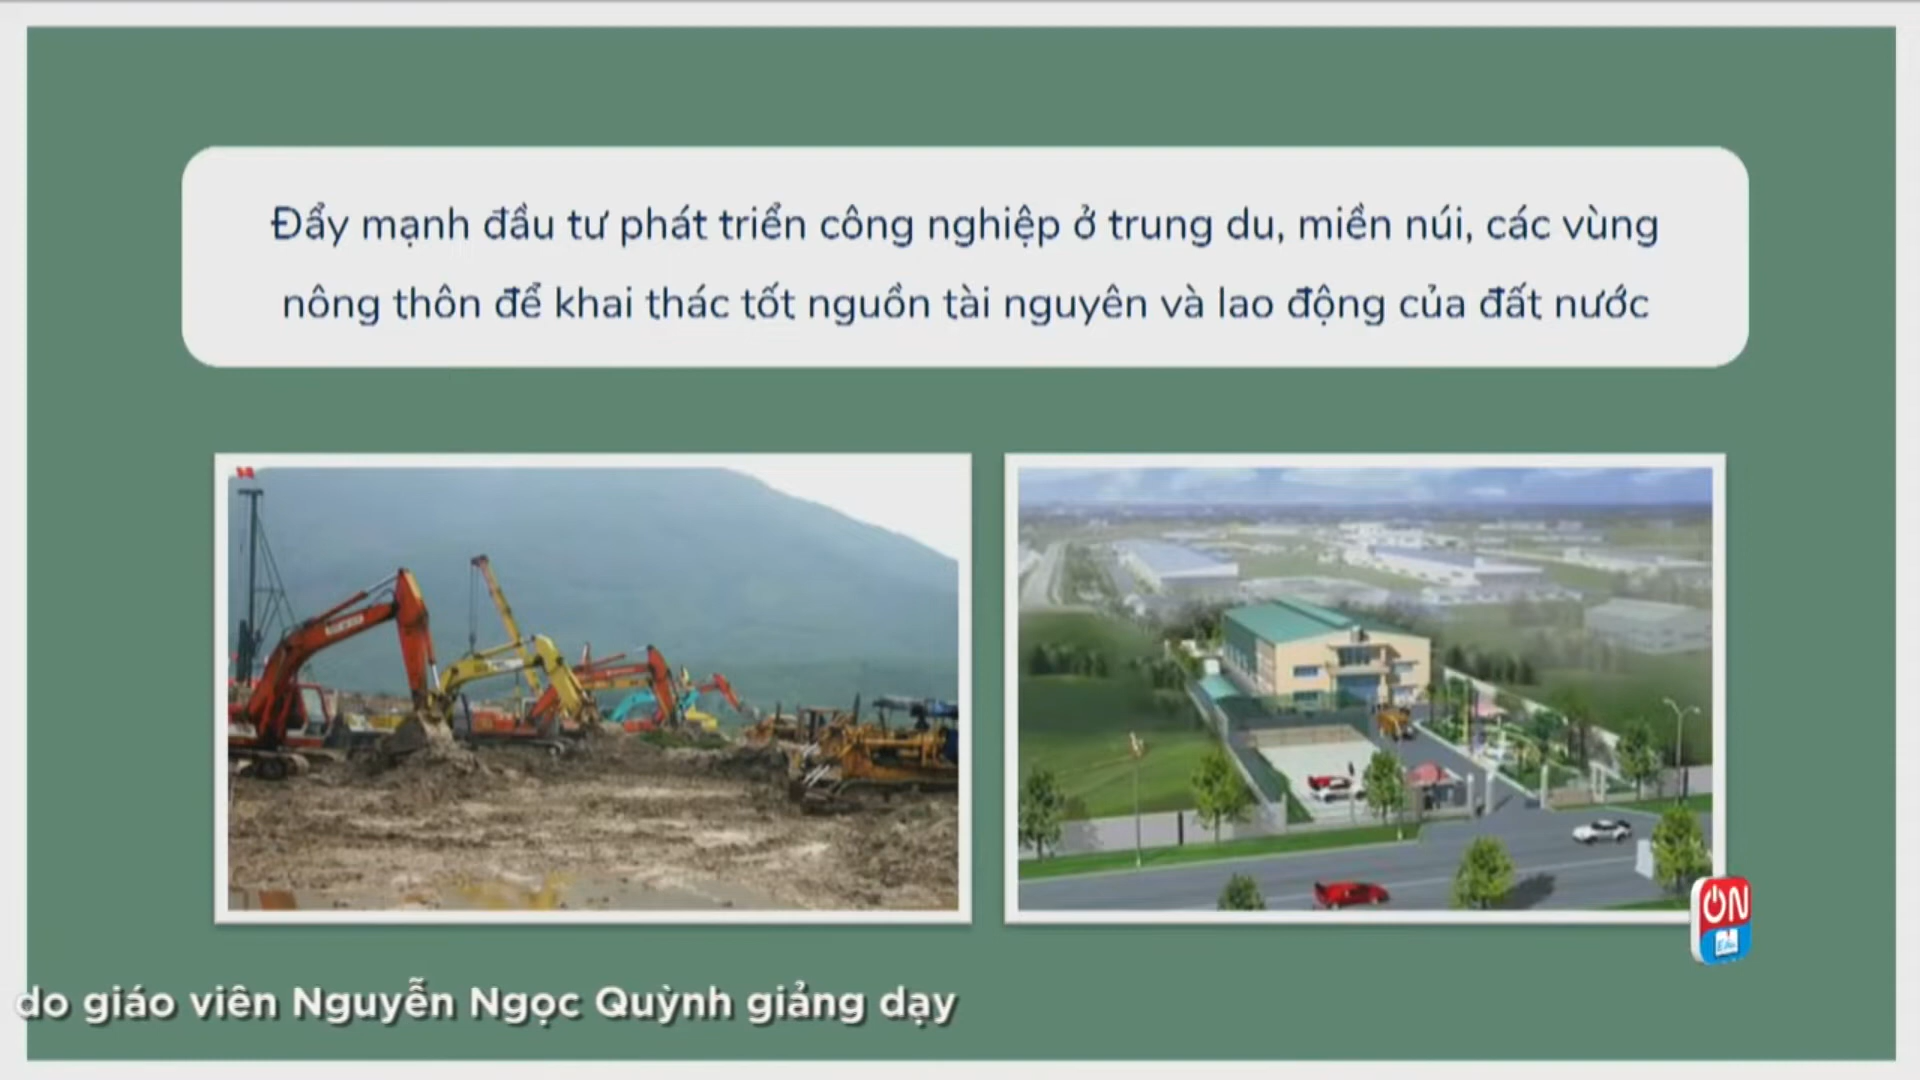 Đẩy mạnh đầu tư phát triển công nghiệp ở trung du, miền núi, các vùng
nông thôn để khai thác tốt nguồn tài nguyên và lao động của đất nước
ON
Edu
do giáo viên Nguyễn Ngọc Quỳnh giảng dạy